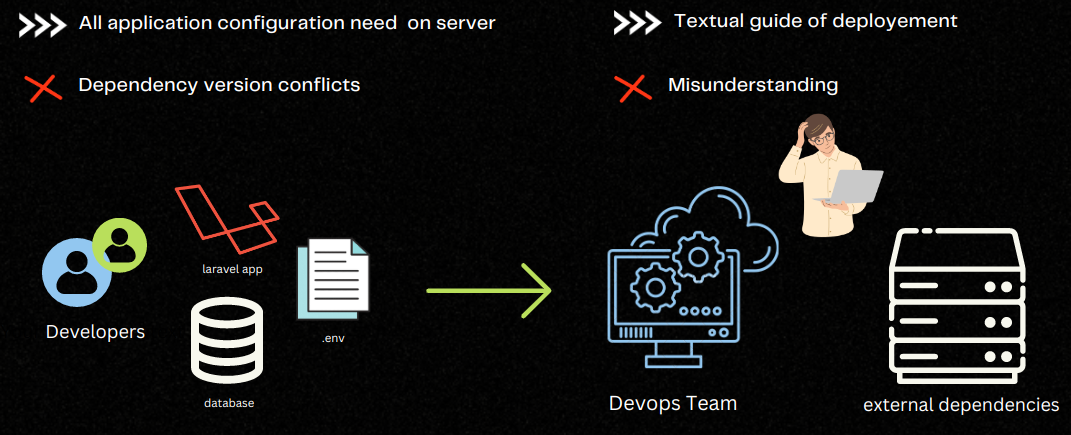 All application configuration need on server
Dependency version conflicts
laravel app
Developers
database
.env
Textual guide of deployement
Misunderstanding
Devops Team
external dependencies